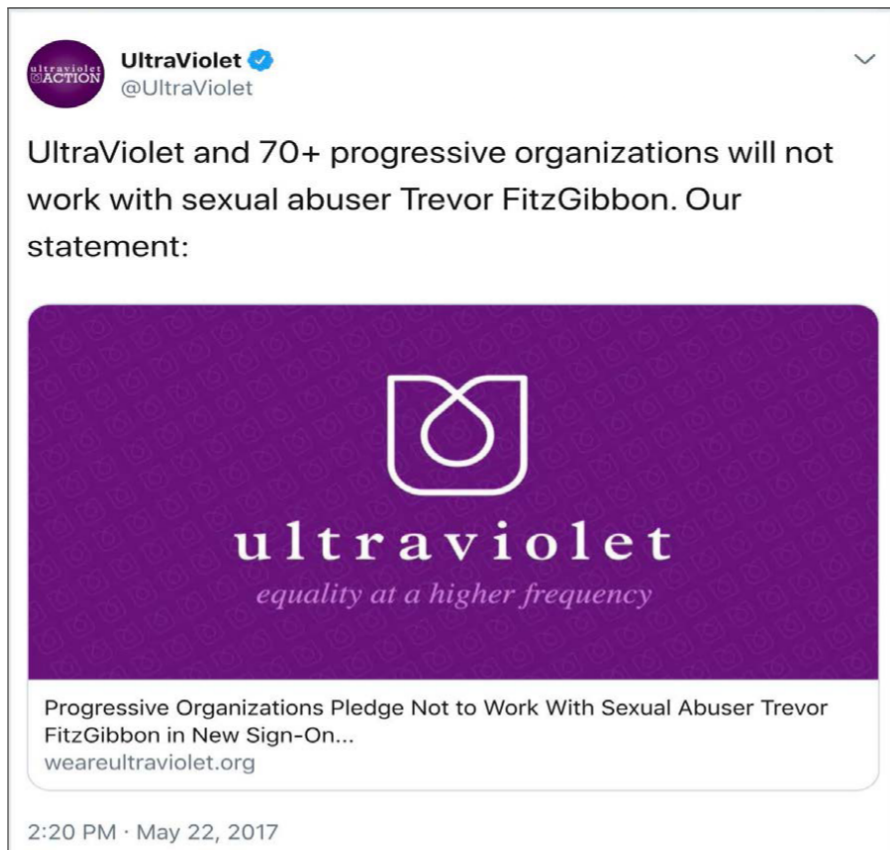 ultraviolet
ACTION
UltraViolet
@UltraViolet
UltraViolet and 70+ progressive organizations will not
work with sexual abuser Trevor FitzGibbon. Our
statement:
ultraviolet
equality at a higher frequency
Progressive Organizations Pledge Not to Work With Sexual Abuser Trevor
FitzGibbon in New Sign-On...
weareultraviolet.org
2:20 PM · May 22, 2017